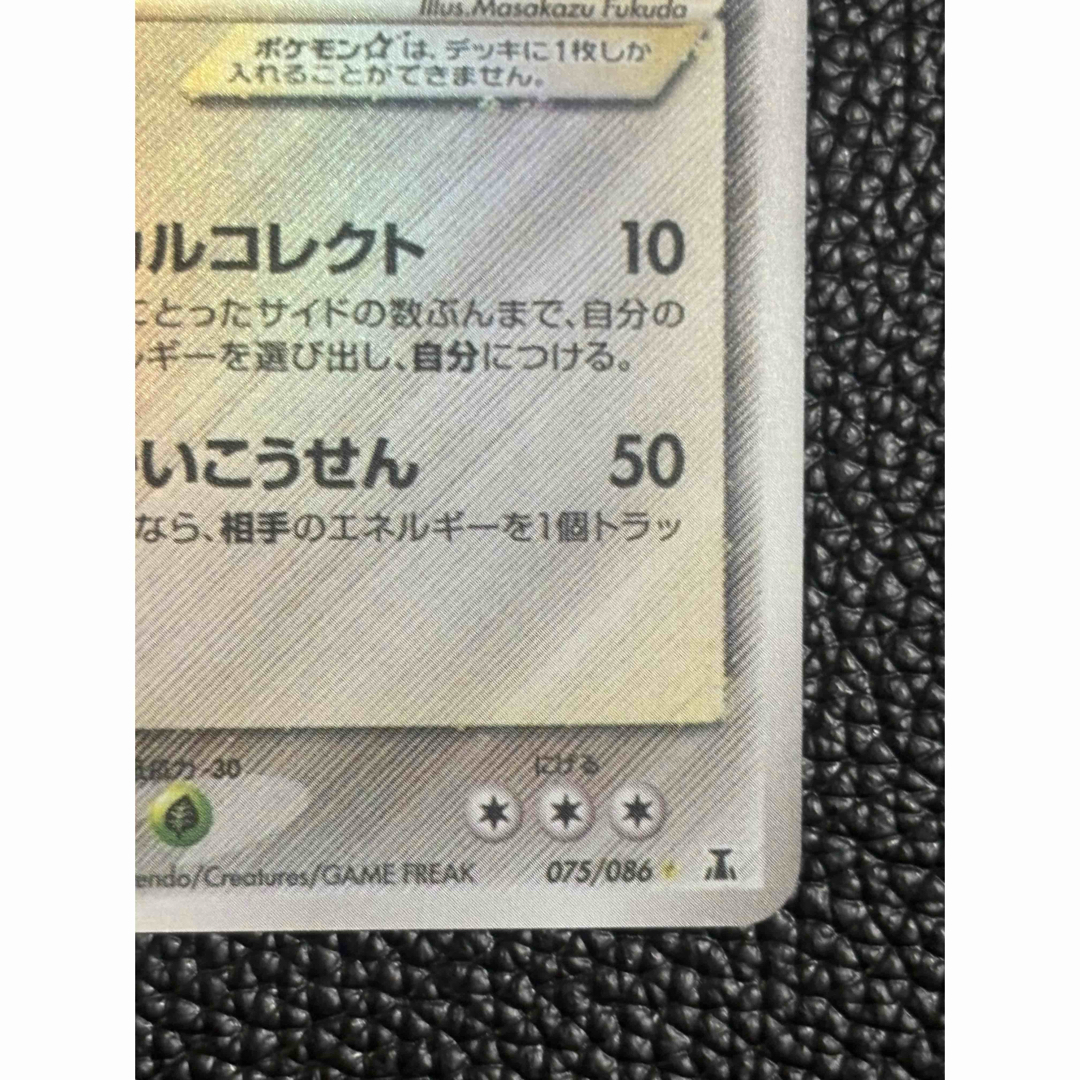 Illus.Masakazu Fukuda
ポケモン☆は、デッキに1枚しか
入れることができません。
ルコレクト 10
とったサイドの数ぶんまで、自分の
ギーを選び出し、自分につける。
いこうせん 50
なら、相手のエネルギーを1個トラッ
抵抗力 -30 にげる
endo/Creatures/GAME FREAK 075/086